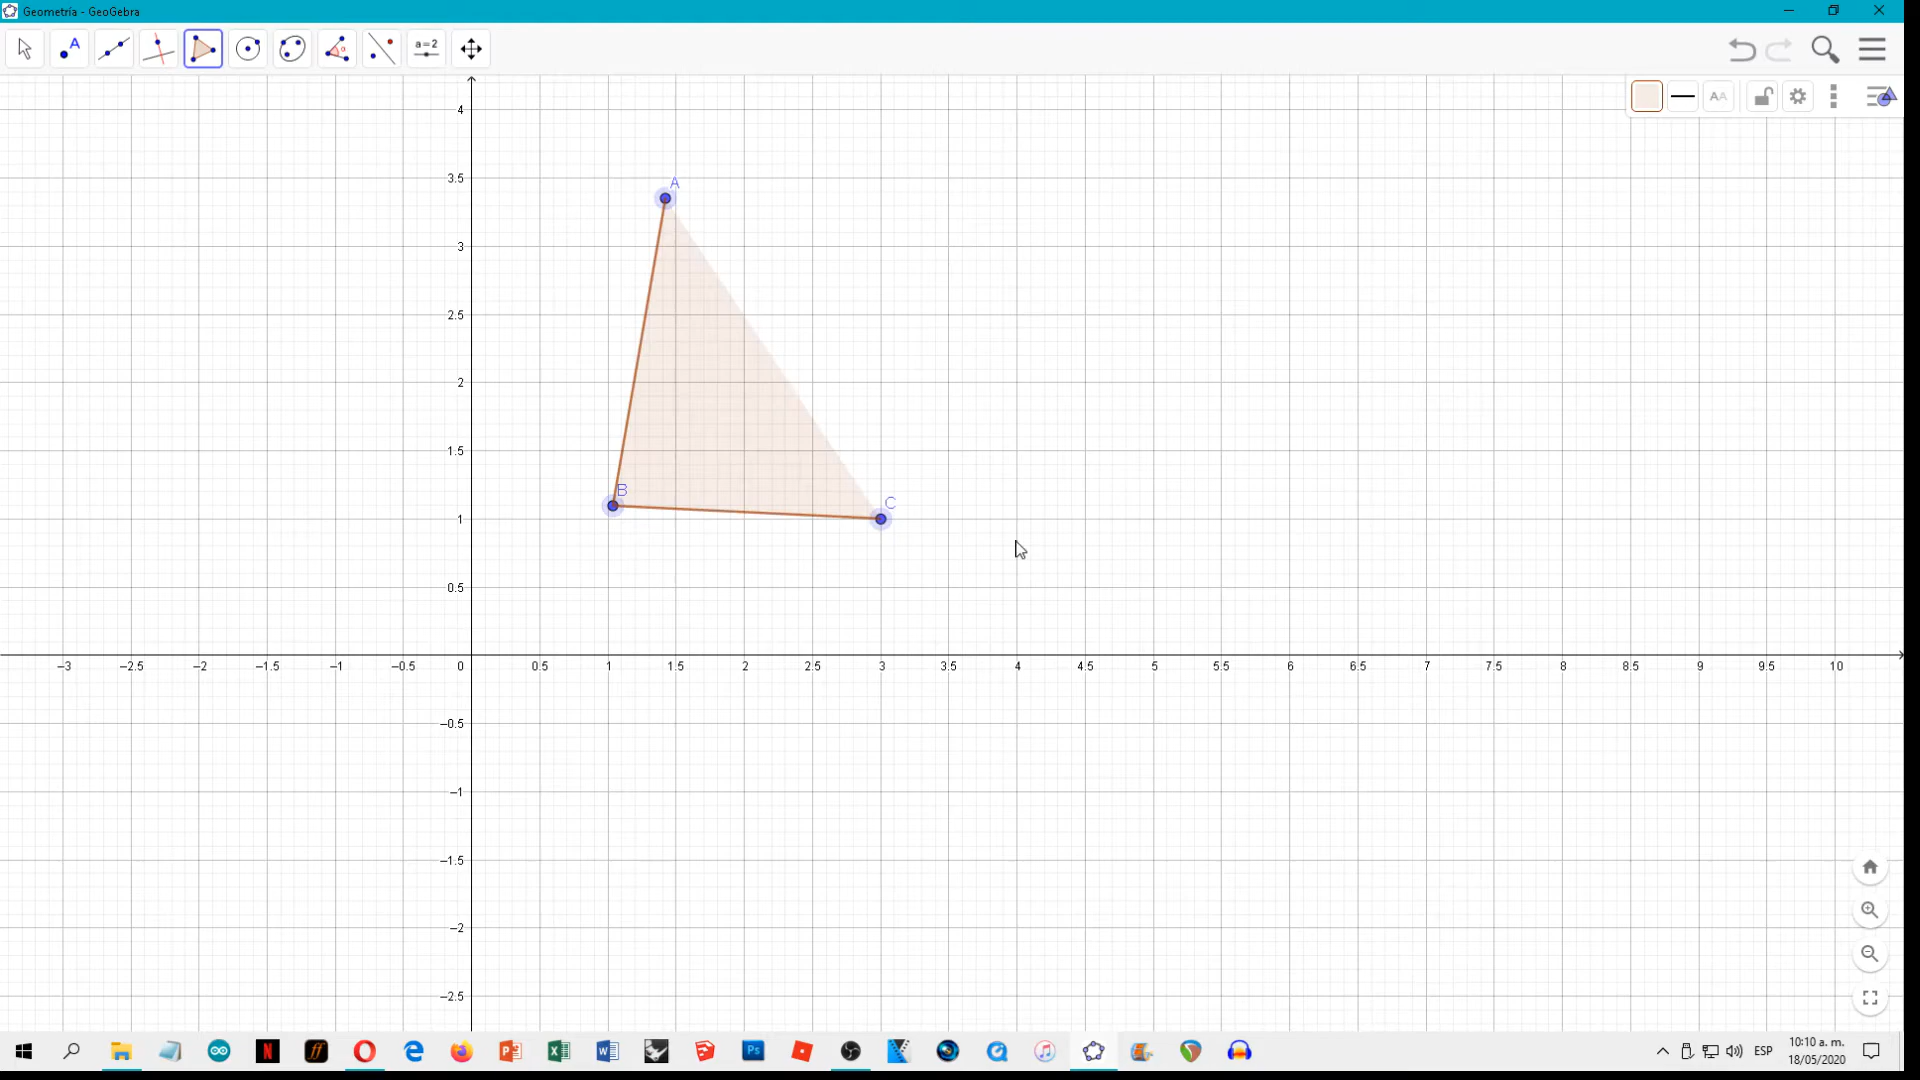 Geometría - GeoGebra
A
a=2
AA
4
3.5
A
3
2.5
2
1.5
B
C
1
0.5
−3 −2.5 −2 −1.5 −1 −0.5 0 0.5 1 1.5 2 2.5 3 3.5 4 4.5 5 5.5 6 6.5 7 7.5 8 8.5 9 9.5 10
−0.5
−1
−1.5
−2
−2.5
N ff e P X W Ps ESP
10:10 a. m.
18/05/2020